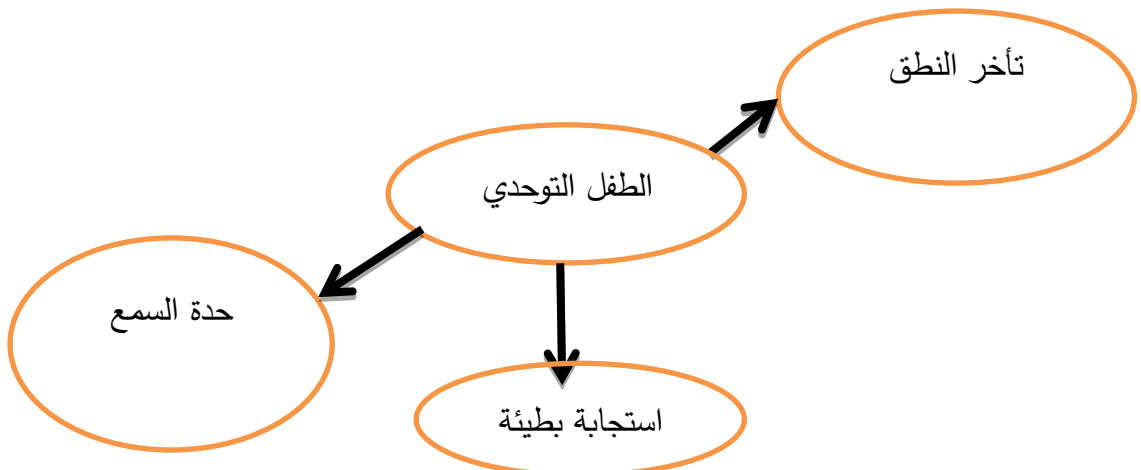 تأخر النطق
الطفل التوحدي
حدة السمع
استجابة بطيئة